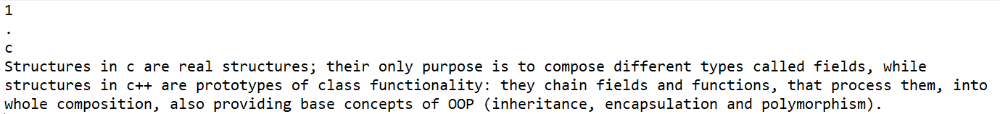 1
.
c
Structures in c are real structures; their only purpose is to compose different types called fields, while
structures in c++ are prototypes of class functionality: they chain fields and functions, that process them, into
whole composition, also providing base concepts of OOP (inheritance, encapsulation and polymorphism).